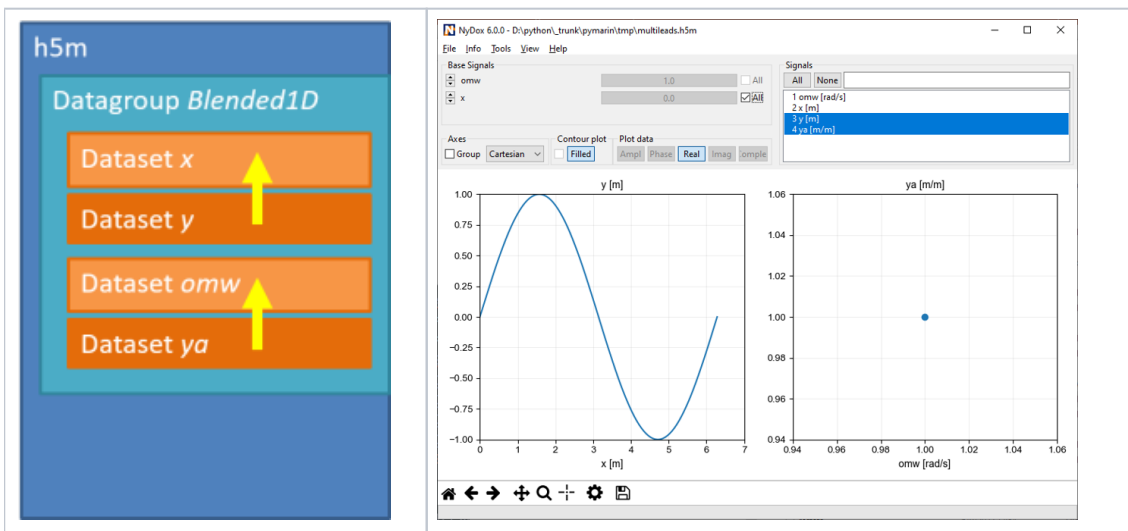 h5m
Datagroup Blended1D
Dataset x
Dataset y
Dataset omw
Dataset ya
NyDox 6.0.0 - D:\python\_trunk\pymarin\tmp\multileads.h5m
File Info Tools View Help
Base Signals
omw 1.0 All
x 0.0 All
Signals
All None
1 omw [rad/s]
2 x [m]
3 y [m]
4 ya [m/m]
Axes Contour plot Plot data
Group Cartesian Filled Ampl Phase Real Imag omple
y [m]
1.00
0.75
0.50
0.25
0.00
−0.25
−0.50
−0.75
−1.00
0 1 2 3 4 5 6 7
x [m]
ya [m/m]
1.06
1.04
1.02
1.00
0.98
0.96
0.94
0.94 0.96 0.98 1.00 1.02 1.04 1.06
omw [rad/s]